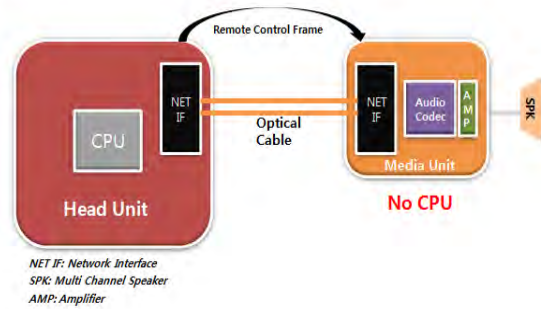 Remote Control Frame
NET
IF
CPU
Optical
Cable
Head Unit
NET
IF
Audio
Codec
A
M
P
Media Unit
SPK
No CPU
NET IF: Network Interface
SPK: Multi Channel Speaker
AMP: Amplifier